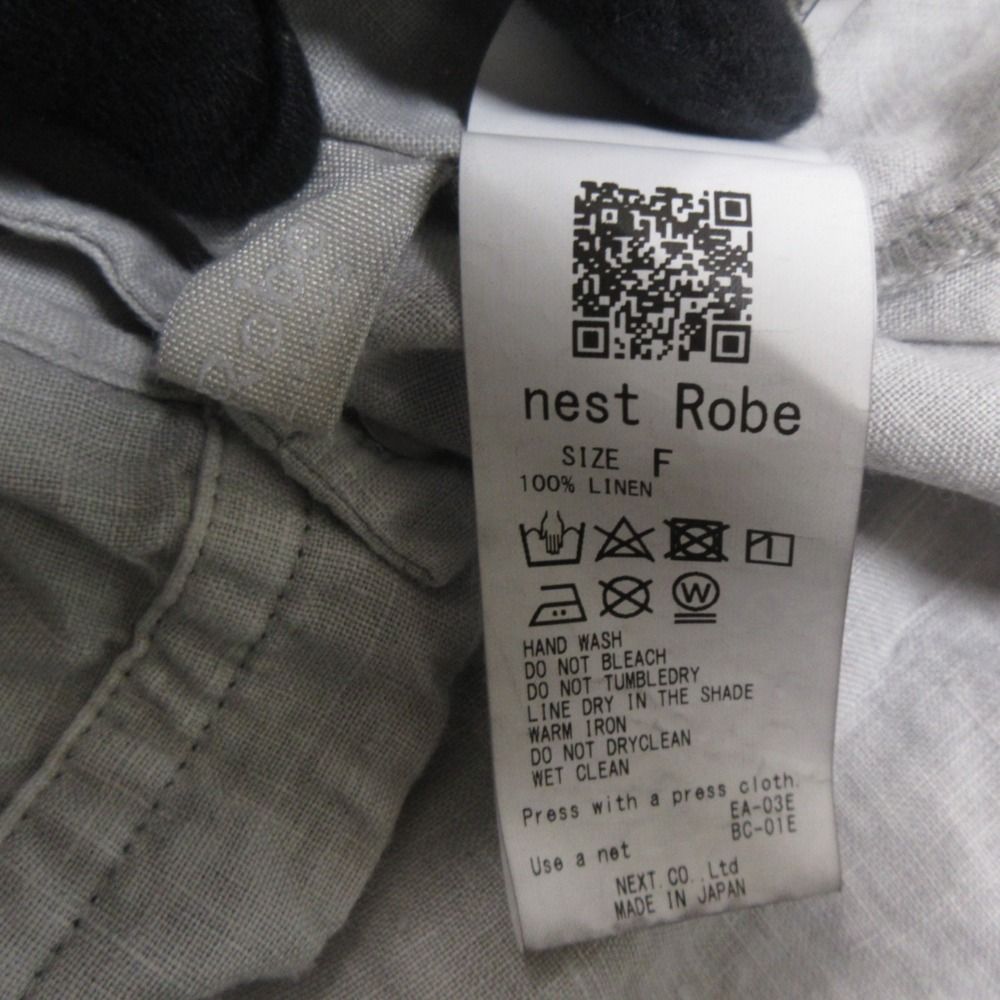 nest Robe
SIZE F
100% LINEN
W
HAND WASH
DO NOT BLEACH
DO NOT TUMBLEDRY
LINE DRY IN THE SHADE
WARM IRON
DO NOT DRYCLEAN
WET CLEAN
Press with a press cloth.
EA-03E
BC-01E
Use a net
NEXT.CO.,Ltd
MADE IN JAPAN